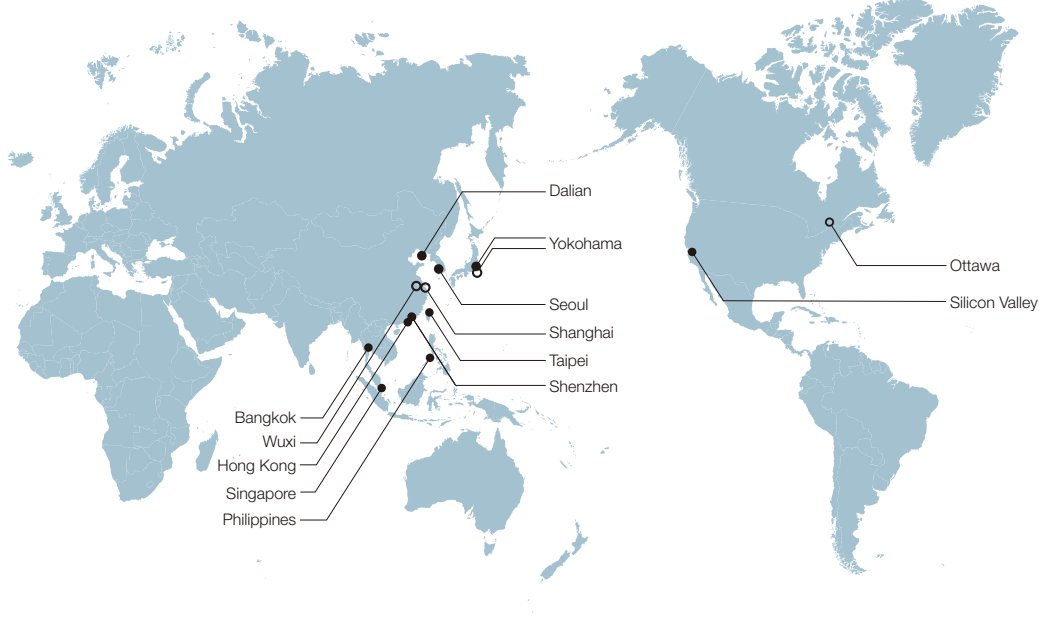 Dalian
Yokohama
Ottawa
Seoul
Silicon Valley
Shanghai
Taipei
Shenzhen
Bangkok
Wuxi
Hong Kong
Singapore
Philippines